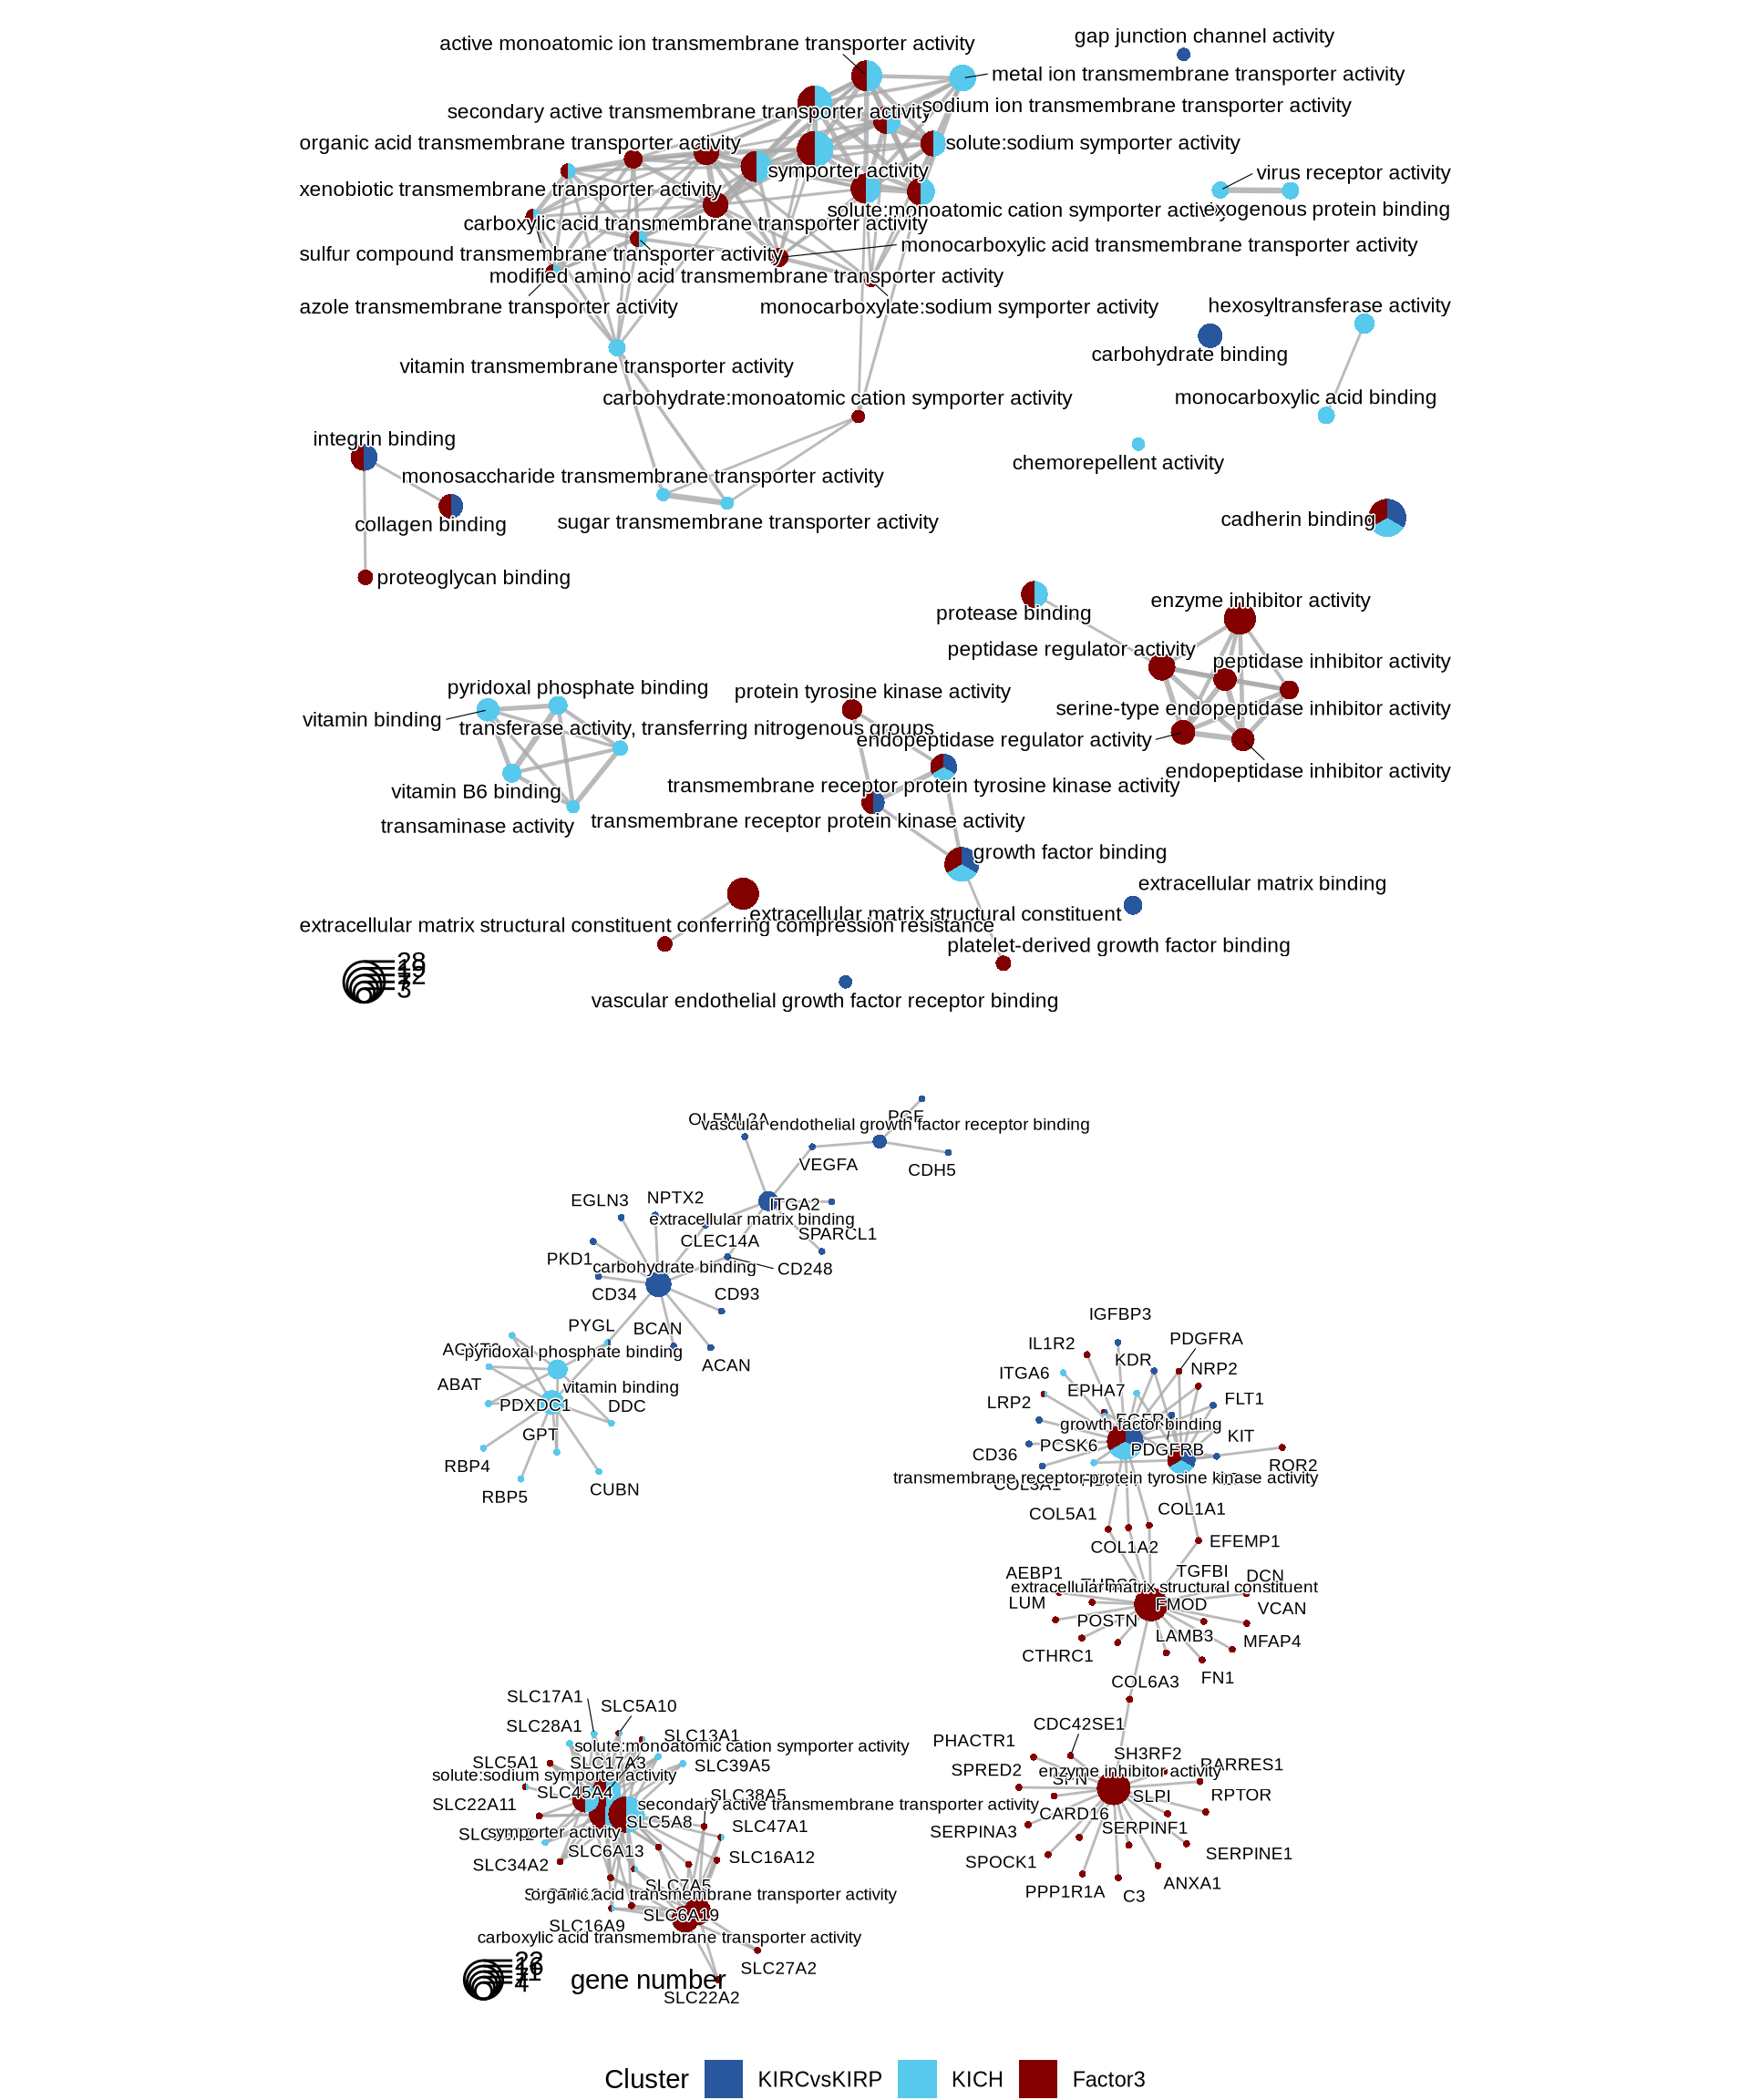 active monoatomic ion transmembrane transporter activity
gap junction channel activity
metal ion transmembrane transporter activity
secondary active transmembrane transporter activity
sodium ion transmembrane transporter activity
organic acid transmembrane transporter activity
solute:sodium symporter activity
symporter activity
virus receptor activity
xenobiotic transmembrane transporter activity
solute:monoatomic cation symporter activity
exogenous protein binding
carboxylic acid transmembrane transporter activity
monocarboxylic acid transmembrane transporter activity
sulfur compound transmembrane transporter activity
modified amino acid transmembrane transporter activity
azole transmembrane transporter activity
monocarboxylate:sodium symporter activity
hexosyltransferase activity
carbohydrate binding
vitamin transmembrane transporter activity
carbohydrate:monoatomic cation symporter activity
monocarboxylic acid binding
integrin binding
chemorepellent activity
monosaccharide transmembrane transporter activity
collagen binding
sugar transmembrane transporter activity
cadherin binding
proteoglycan binding
enzyme inhibitor activity
protease binding
peptidase regulator activity
peptidase inhibitor activity
pyridoxal phosphate binding
protein tyrosine kinase activity
vitamin binding
serine-type endopeptidase inhibitor activity
transferase activity, transferring nitrogenous groups
endopeptidase regulator activity
endopeptidase inhibitor activity
vitamin B6 binding
transmembrane receptor protein tyrosine kinase activity
transaminase activity
transmembrane receptor protein kinase activity
growth factor binding
extracellular matrix binding
extracellular matrix structural constituent
extracellular matrix structural constituent conferring compression resistance
platelet-derived growth factor binding
28
19
12
7
3
vascular endothelial growth factor receptor binding
OLFML2A
PGF
vascular endothelial growth factor receptor binding
VEGFA
CDH5
EGLN3
NPTX2
ITGA2
extracellular matrix binding
SPARCL1
CLEC14A
PKD1
carbohydrate binding
CD248
CD34
CD93
PYGL
BCAN
ACAN
pyridoxal phosphate binding
ABAT
vitamin binding
PDXDC1
DDC
GPT
RBP4
RBP5
CUBN
IGFBP3
IL1R2
PDGFRA
KDR
ITGA6
NRP2
EPHA7
LRP2
FLT1
growth factor binding
KIT
CD36
PCSK6
PDGFRB
ROR2
transmembrane receptor protein tyrosine kinase activity
COL3A1
COL5A1
COL1A1
COL1A2
EFEMP1
AEBP1
TGFBI
DCN
extracellular matrix structural constituent
LUM
FMOD
VCAN
POSTN
LAMB3
MFAP4
CTHRC1
FN1
COL6A3
SLC17A1
SLC5A10
SLC28A1
SLC13A1
solute:monoatomic cation symporter activity
SLC5A1
SLC17A3
SLC39A5
solute:sodium symporter activity
SLC45A4
SLC38A5
SLC22A11
secondary active transmembrane transporter activity
SLC5A8
SLC47A1
symporter activity
SLC6A13
SLC16A12
SLC34A2
SLC7A5
organic acid transmembrane transporter activity
SLC6A19
SLC16A9
carboxylic acid transmembrane transporter activity
SLC27A2
SLC22A2
CDC42SE1
PHACTR1
SH3RF2
RARRES1
SPRED2
enzyme inhibitor activity
SPN
SLPI
RPTOR
CARD16
SERPINA3
SERPINF1
SERPINE1
SPOCK1
ANXA1
PPP1R1A
C3
gene number
Cluster KIRCvsKIRP KICH Factor3